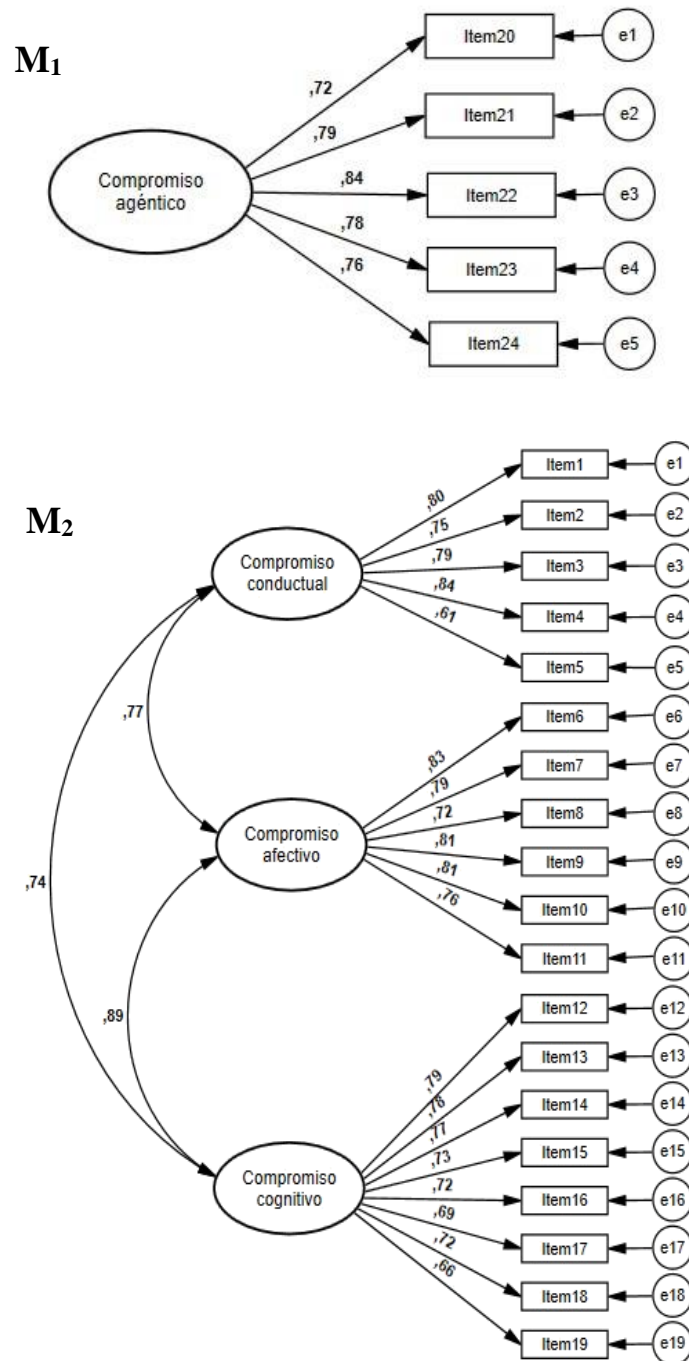 M1
Compromiso
agéntico
,72
,79
,84
,78
,76
Item20
e1
Item21
e2
Item22
e3
Item23
e4
Item24
e5
M2
Compromiso
conductual
,80
,75
,79
,84
,61
Item1
e1
Item2
e2
Item3
e3
Item4
e4
Item5
e5
,77
,74
,89
Compromiso
afectivo
,83
,79
,72
,81
,81
,76
Item6
e6
Item7
e7
Item8
e8
Item9
e9
Item10
e10
Item11
e11
Compromiso
cognitivo
,79
,78
,77
,73
,72
,69
,72
,66
Item12
e12
Item13
e13
Item14
e14
Item15
e15
Item16
e16
Item17
e17
Item18
e18
Item19
e19